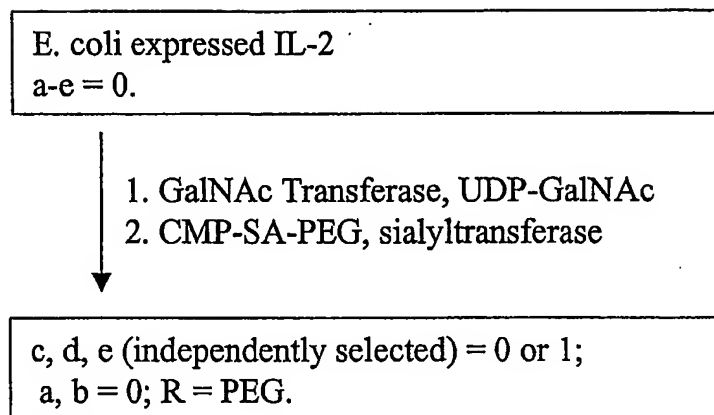 E. coli expressed IL-2
a-e = 0.
1. GalNAc Transferase, UDP-GalNAc
2. CMP-SA-PEG, sialyltransferase
c, d, e (independently selected) = 0 or 1;
a, b = 0; R = PEG.